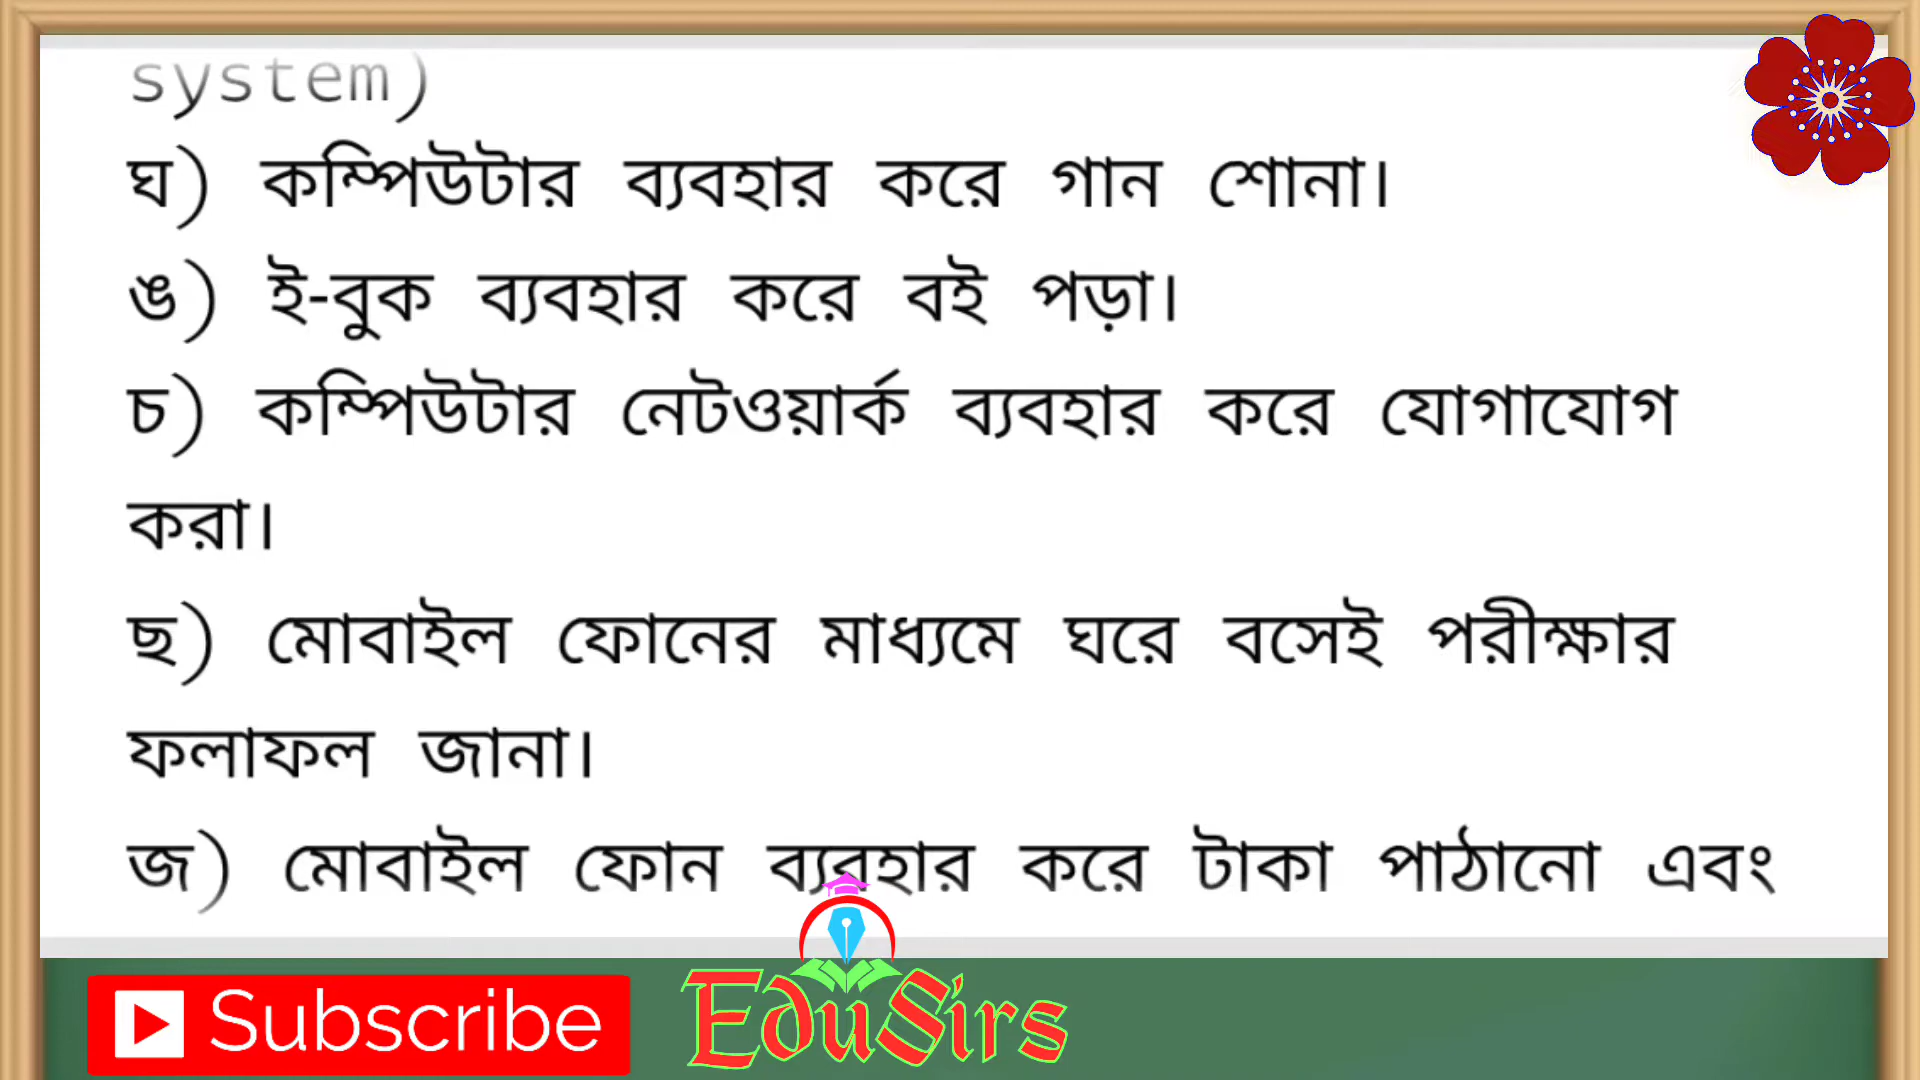 system)
ঘ) কম্পিউটার ব্যবহার করে গান শোনা।
ঙ) ই-বুক ব্যবহার করে বই পড়া।
চ) কম্পিউটার নেটওয়ার্ক ব্যবহার করে যোগাযোগ
করা।
ছ) মোবাইল ফোনের মাধ্যমে ঘরে বসেই পরীক্ষার
ফলাফল জানা।
জ) মোবাইল ফোন ব্যবহার করে টাকা পাঠানো এবং
Subscribe
EduSirs